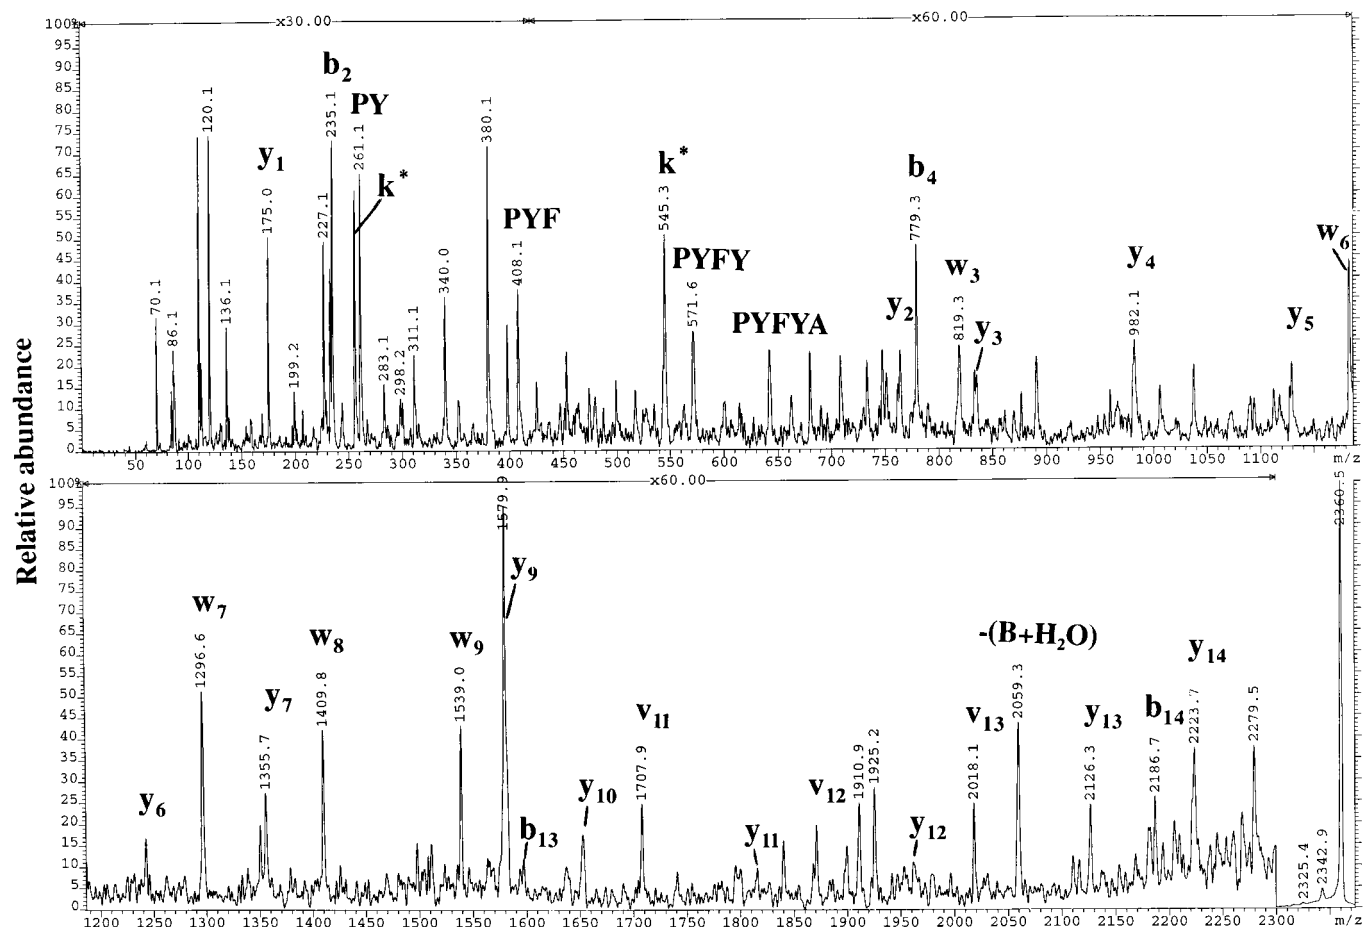 Relative abundance
100%
x30.00
x60.00
95
90
85
80
75
70
65
60
55
50
45
40
35
30
25
20
15
10
5
0
70.1
86.1
120.1
136.1
y1
175.0
199.2
227.1
b2
235.1
PY
261.1
k*
283.1
298.2
311.1
340.0
380.1
PYF
408.1
k*
545.3
PYFY
571.6
PYFYA
y2
b4
779.3
w3
819.3
y3
y4
982.1
y5
w6
50 100 150 200 250 300 350 400 450 500 550 600 650 700 750 800 850 900 950 1000 1050 1100 m/z
100%
x60.00
95
90
85
80
75
70
65
60
55
50
45
40
35
30
25
20
15
10
5
0
y6
w7
1296.6
y7
1355.7
w8
1409.8
w9
1539.0
1579.9
y9
b13
y10
v11
1707.9
y11
v12
1910.9
1925.2
y12
v13
2018.1
-(B+H2O)
2059.3
y13
2126.3
b14
2186.7
y14
2223.7
2279.5
2325.4
2342.9
2360.5
1200 1250 1300 1350 1400 1450 1500 1550 1600 1650 1700 1750 1800 1850 1900 1950 2000 2050 2100 2150 2200 2250 2300 m/z